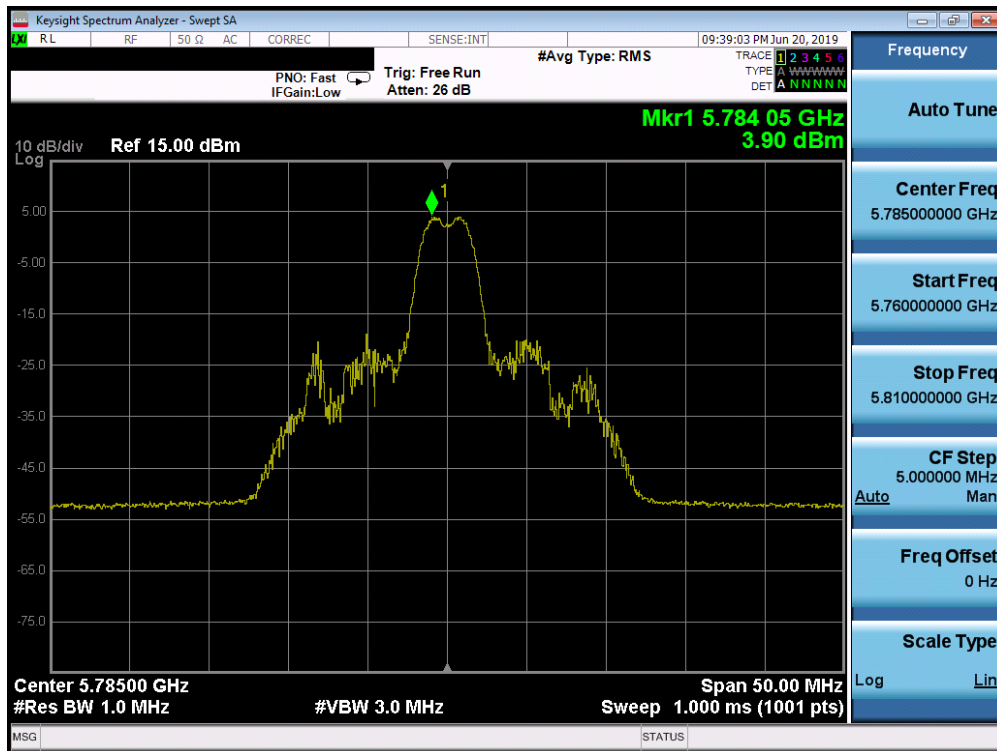 Keysight Spectrum Analyzer - Swept SA
LXI RL RF 50 Ω AC CORREC SENSE:INT 09:39:03 PM Jun 20, 2019
#Avg Type: RMS TRACE 1 2 3 4 5 6
PNO: Fast Trig: Free Run TYPE A WWWWW
IFGain:Low Atten: 26 dB DET A N N N N N
Mkr1 5.784 05 GHz
3.90 dBm
10 dB/div Ref 15.00 dBm
Log
1
5.00
-5.00
-15.0
-25.0
-35.0
-45.0
-55.0
-65.0
-75.0
Center 5.78500 GHz Span 50.00 MHz
#Res BW 1.0 MHz #VBW 3.0 MHz Sweep 1.000 ms (1001 pts)
MSG STATUS
Frequency
Auto Tune
Center Freq
5.785000000 GHz
Start Freq
5.760000000 GHz
Stop Freq
5.810000000 GHz
CF Step
5.000000 MHz
Auto Man
Freq Offset
0 Hz
Scale Type
Log Lin